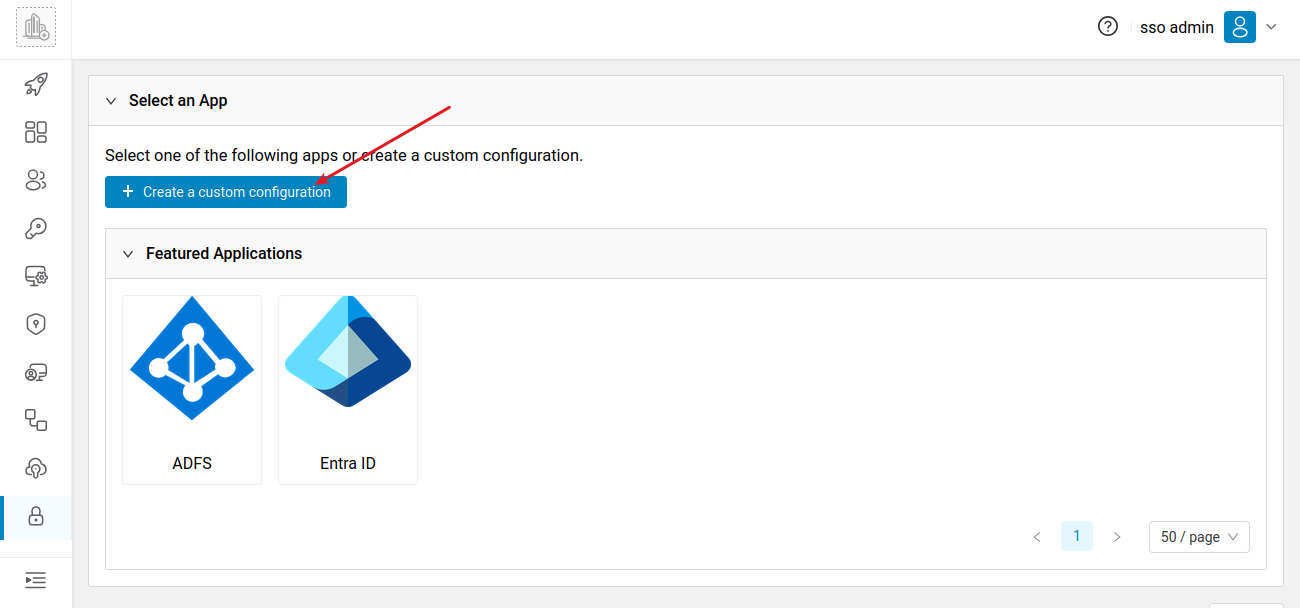 sso admin
Select an App
Select one of the following apps or create a custom configuration.
+ Create a custom configuration
Featured Applications
ADFS
Entra ID
< 1 > 50 / page